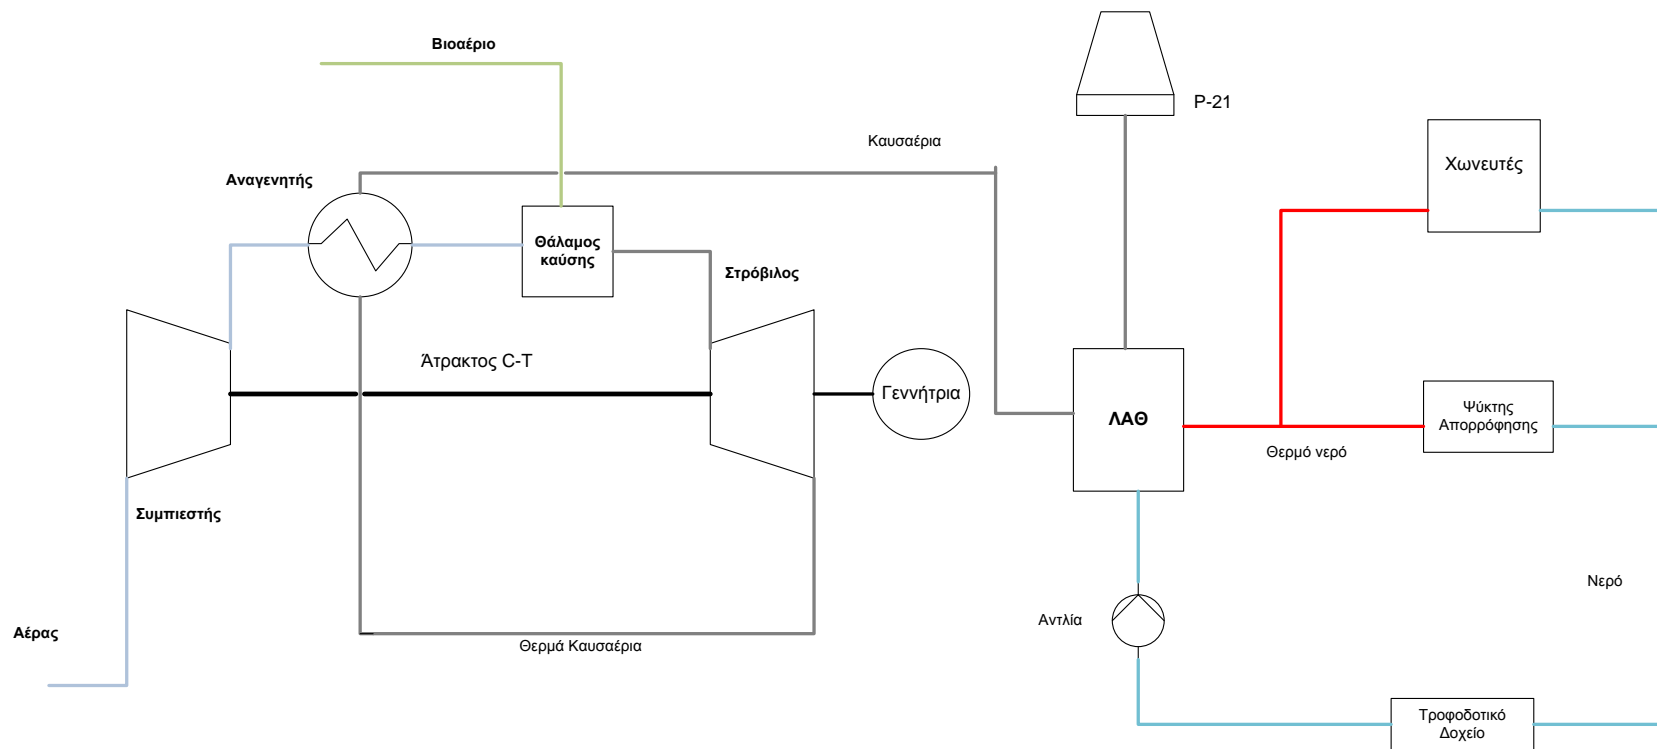 Βιοαέριο
P-21
Καυσαέρια
Χωνευτές
Αναγενητής
Θάλαμος
καύσης
Στρόβιλος
Άτρακτος C-T
Γεννήτρια
ΛΑΘ
Ψύκτης
Απορρόφησης
Θερμό νερό
Συμπιεστής
Νερό
Αντλία
Αέρας
Θερμά Καυσαέρια
Τροφοδοτικό
Δοχείο